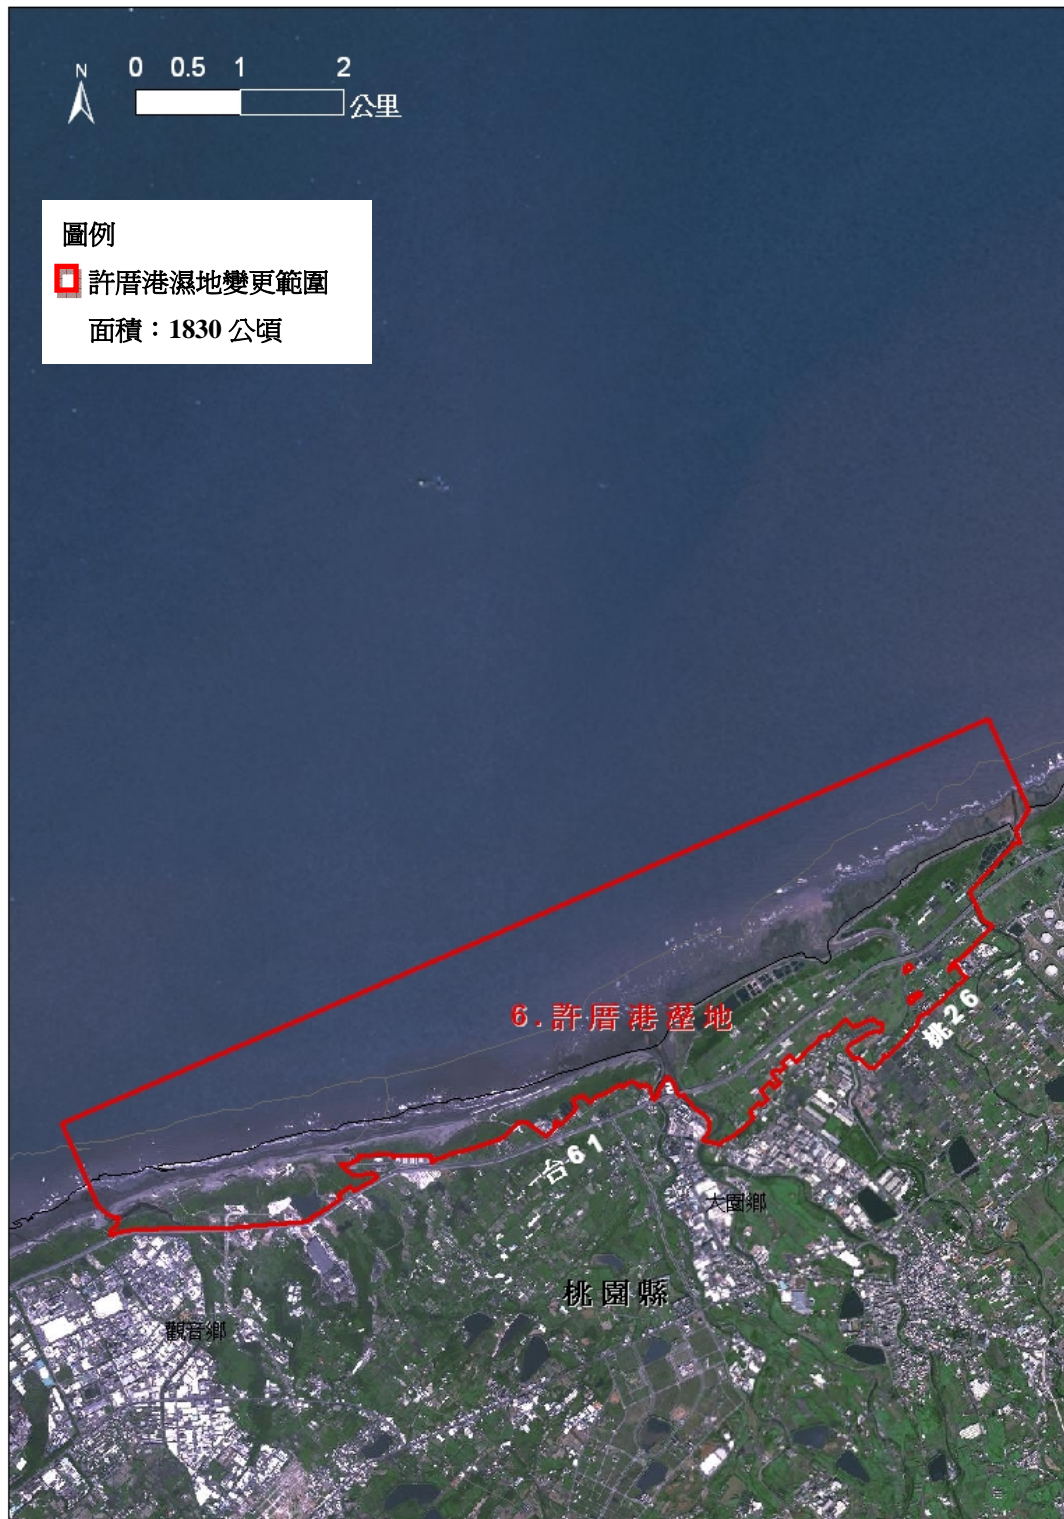 N
0 0.5 1 2
公里
圖例
許厝港濕地變更範圍
面積：1830 公頃
6.許厝港溼地
桃26
台61
大園鄉
桃園縣
觀音鄉